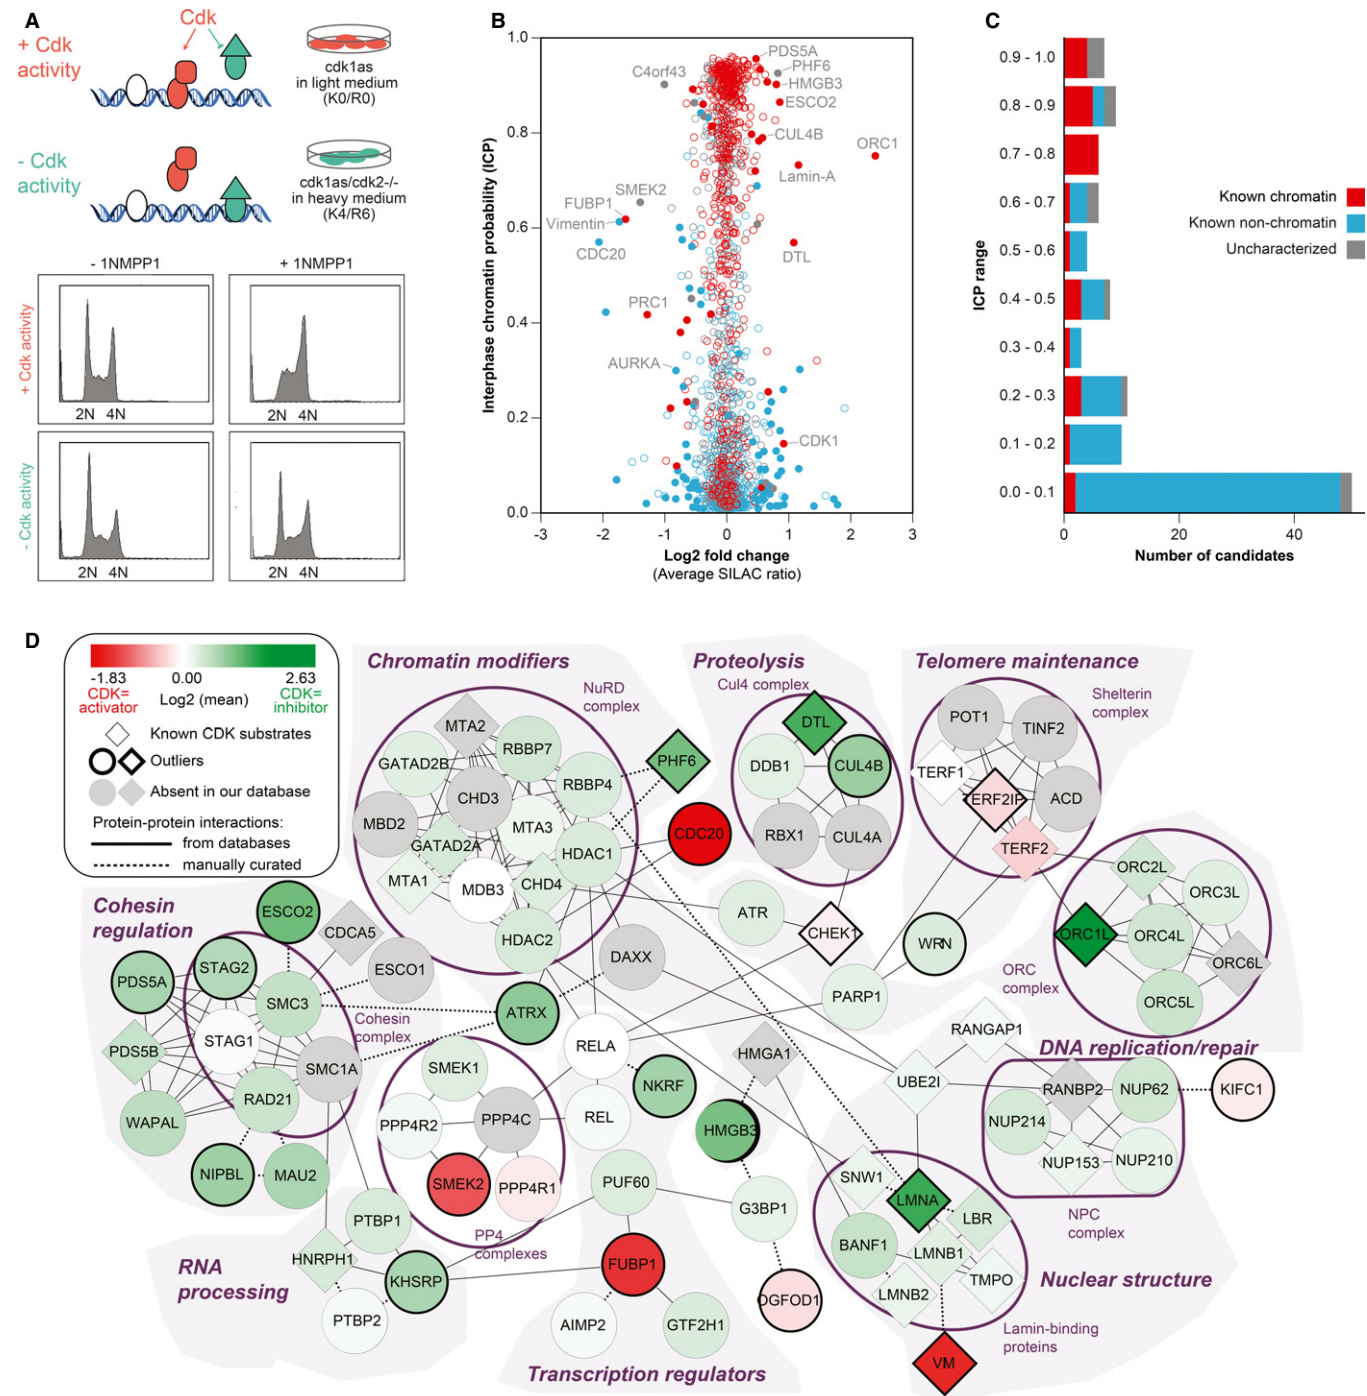 A
Cdk
+ Cdk
activity
cdk1as
in light medium
(K0/R0)
- Cdk
activity
cdk1as/cdk2-/-
in heavy medium
(K4/R6)
- 1NMPP1
+ 1NMPP1
+ Cdk activity
2N 4N
2N 4N
- Cdk activity
2N 4N
2N 4N
B
Interphase chromatin probability (ICP)
1.0
0.8
0.6
0.4
0.2
0.0
-3
-2
-1
0
1
2
3
Log2 fold change
(Average SILAC ratio)
PDS5A
PHF6
C4orf43
HMGB3
ESCO2
CUL4B
ORC1
Lamin-A
SMEK2
FUBP1
Vimentin
CDC20
DTL
PRC1
AURKA
CDK1
C
ICP range
0.9 - 1.0
0.8 - 0.9
0.7 - 0.8
0.6 - 0.7
0.5 - 0.6
0.4 - 0.5
0.3 - 0.4
0.2 - 0.3
0.1 - 0.2
0.0 - 0.1
0
20
40
Number of candidates
Known chromatin
Known non-chromatin
Uncharacterized
D
-1.83
0.00
2.63
CDK=
activator
Log2 (mean)
CDK=
inhibitor
Known CDK substrates
Outliers
Absent in our database
Protein-protein interactions:
from databases
manually curated
Chromatin modifiers
NuRD
complex
MTA2
GATAD2B
RBBP7
RBBP4
CHD3
MBD2
MTA3
GATAD2A
HDAC1
MTA1
MDB3
CHD4
HDAC2
PHF6
CDC20
Proteolysis
Cul4 complex
DTL
DDB1
CUL4B
RBX1
CUL4A
Telomere maintenance
Shelterin
complex
POT1
TINF2
TERF1
ERF2IP
ACD
TERF2
ATR
CHEK1
WRN
PARP1
ORC2L
ORC3L
ORC1L
ORC4L
ORC6L
ORC5L
ORC
complex
DNA replication/repair
Cohesin
regulation
ESCO2
CDCA5
ESCO1
PDS5A
STAG2
SMC3
Cohesin
complex
STAG1
PDS5B
SMC1A
RAD21
WAPAL
NIPBL
MAU2
DAXX
ATRX
RELA
NKRF
REL
SMEK1
PPP4R2
PPP4C
SMEK2
PPP4R1
PP4
complexes
HMGA1
HMGB3
G3BP1
OGFOD1
RANGAP1
UBE2I
RANBP2
NUP62
KIFC1
NUP214
NUP153
NUP210
NPC
complex
SNW1
LMNA
LBR
BANF1
LMNB1
TMPO
LMNB2
VIM
Nuclear structure
Lamin-binding
proteins
RNA
processing
PTBP1
HNRPH1
KHSRP
PTBP2
PUF60
FUBP1
AIMP2
GTF2H1
Transcription regulators